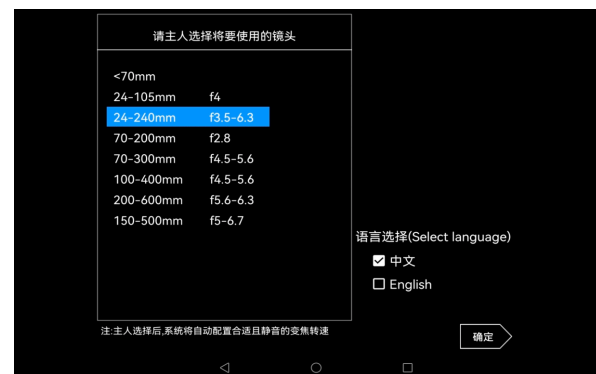 请主人选择将要使用的镜头
<70mm
24-105mm f4
24-240mm f3.5-6.3
70-200mm f2.8
70-300mm f4.5-5.6
100-400mm f4.5-5.6
200-600mm f5.6-6.3
150-500mm f5-6.7
语言选择(Select language)
中文
English
注:主人选择后,系统将自动配置合适且静音的变焦转速
确定